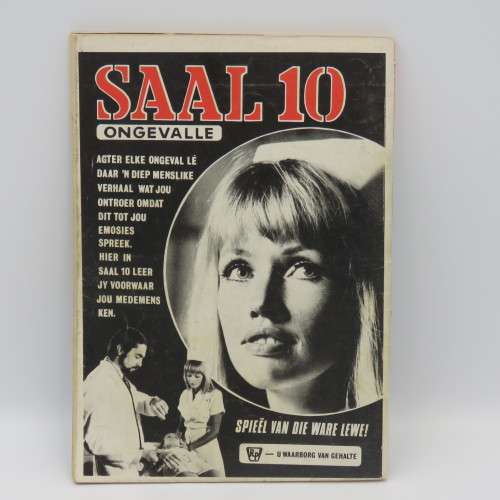 SAAL 10
ONGEVALLE
AGTER ELKE ONGEVAL LÊ
DAAR 'N DIEP MENSLIKE
VERHAAL WAT JOU
ONTROER OMDAT
DIT TOT JOU
EMOSIES
SPREEK.
HIER IN
SAAL 10 LEER
JY VOORWAAR
JOU MEDEMENS
KEN.
SPIEËL VAN DIE WARE LEWE!
— U WAARBORG VAN GEHALTE